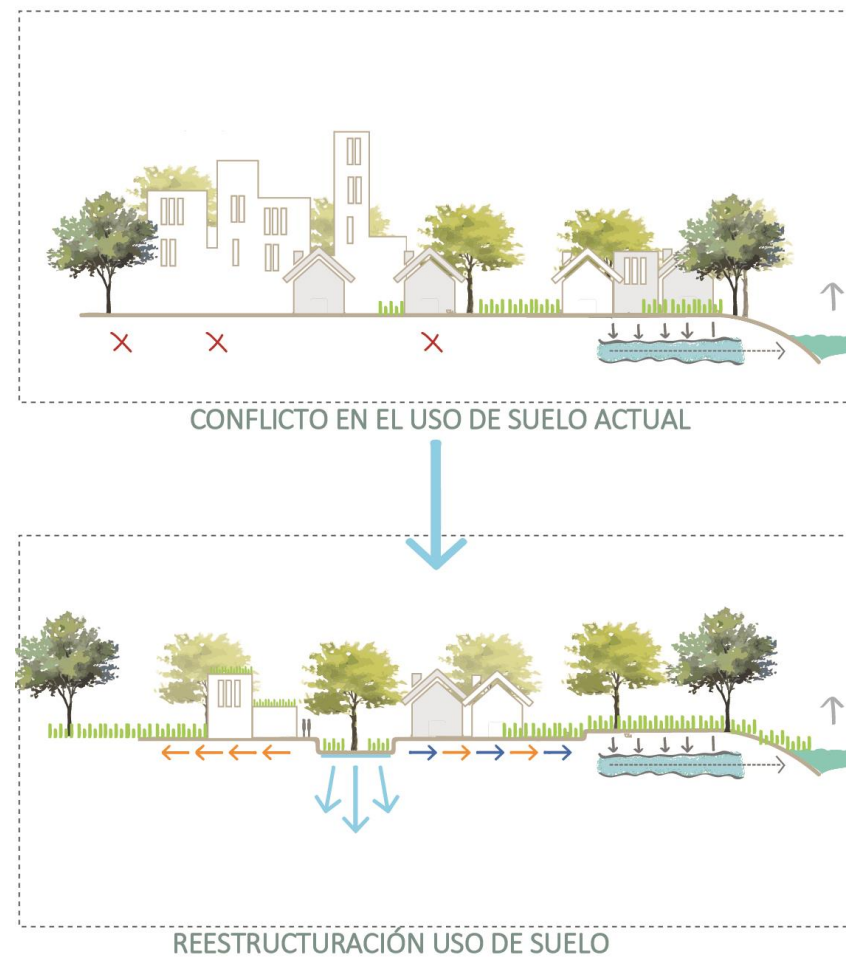 CONFLICTO EN EL USO DE SUELO ACTUAL
REESTRUCTURACIÓN USO DE SUELO